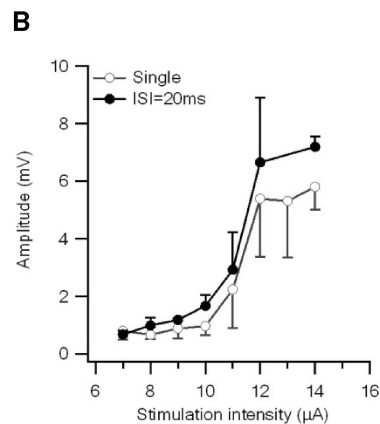 B
Single
ISI=20ms
10
8
6
4
2
0
Amplitude (mV)
6 8 10 12 14 16
Stimulation intensity (µA)